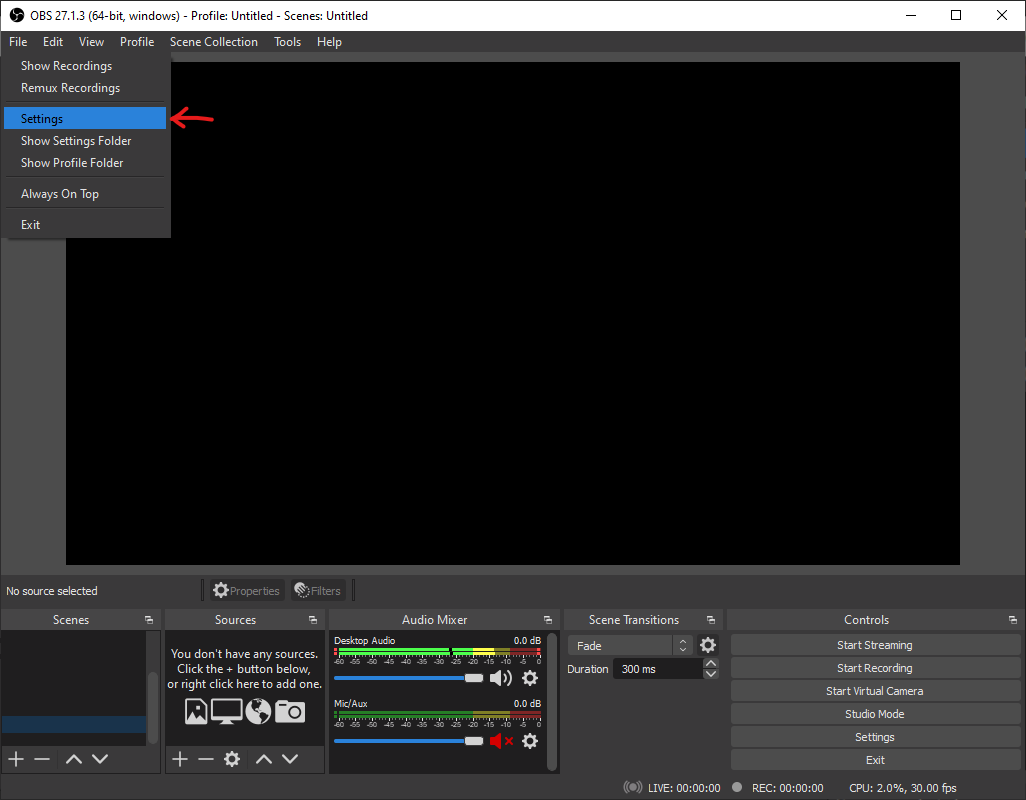 OBS 27.1.3 (64-bit, windows) - Profile: Untitled - Scenes: Untitled
File Edit View Profile Scene Collection Tools Help
Show Recordings
Remux Recordings
Settings
Show Settings Folder
Show Profile Folder
Always On Top
Exit
No source selected
Properties
Filters
Scenes
Sources
You don't have any sources.
Click the + button below,
or right click here to add one.
Audio Mixer
Desktop Audio 0.0 dB
-60 -55 -50 -45 -40 -35 -30 -25 -20 -15 -10 -5 0
Mic/Aux 0.0 dB
-60 -55 -50 -45 -40 -35 -30 -25 -20 -15 -10 -5 0
Scene Transitions
Fade
Duration 300 ms
Controls
Start Streaming
Start Recording
Start Virtual Camera
Studio Mode
Settings
Exit
LIVE: 00:00:00 REC: 00:00:00 CPU: 2.0%, 30.00 fps